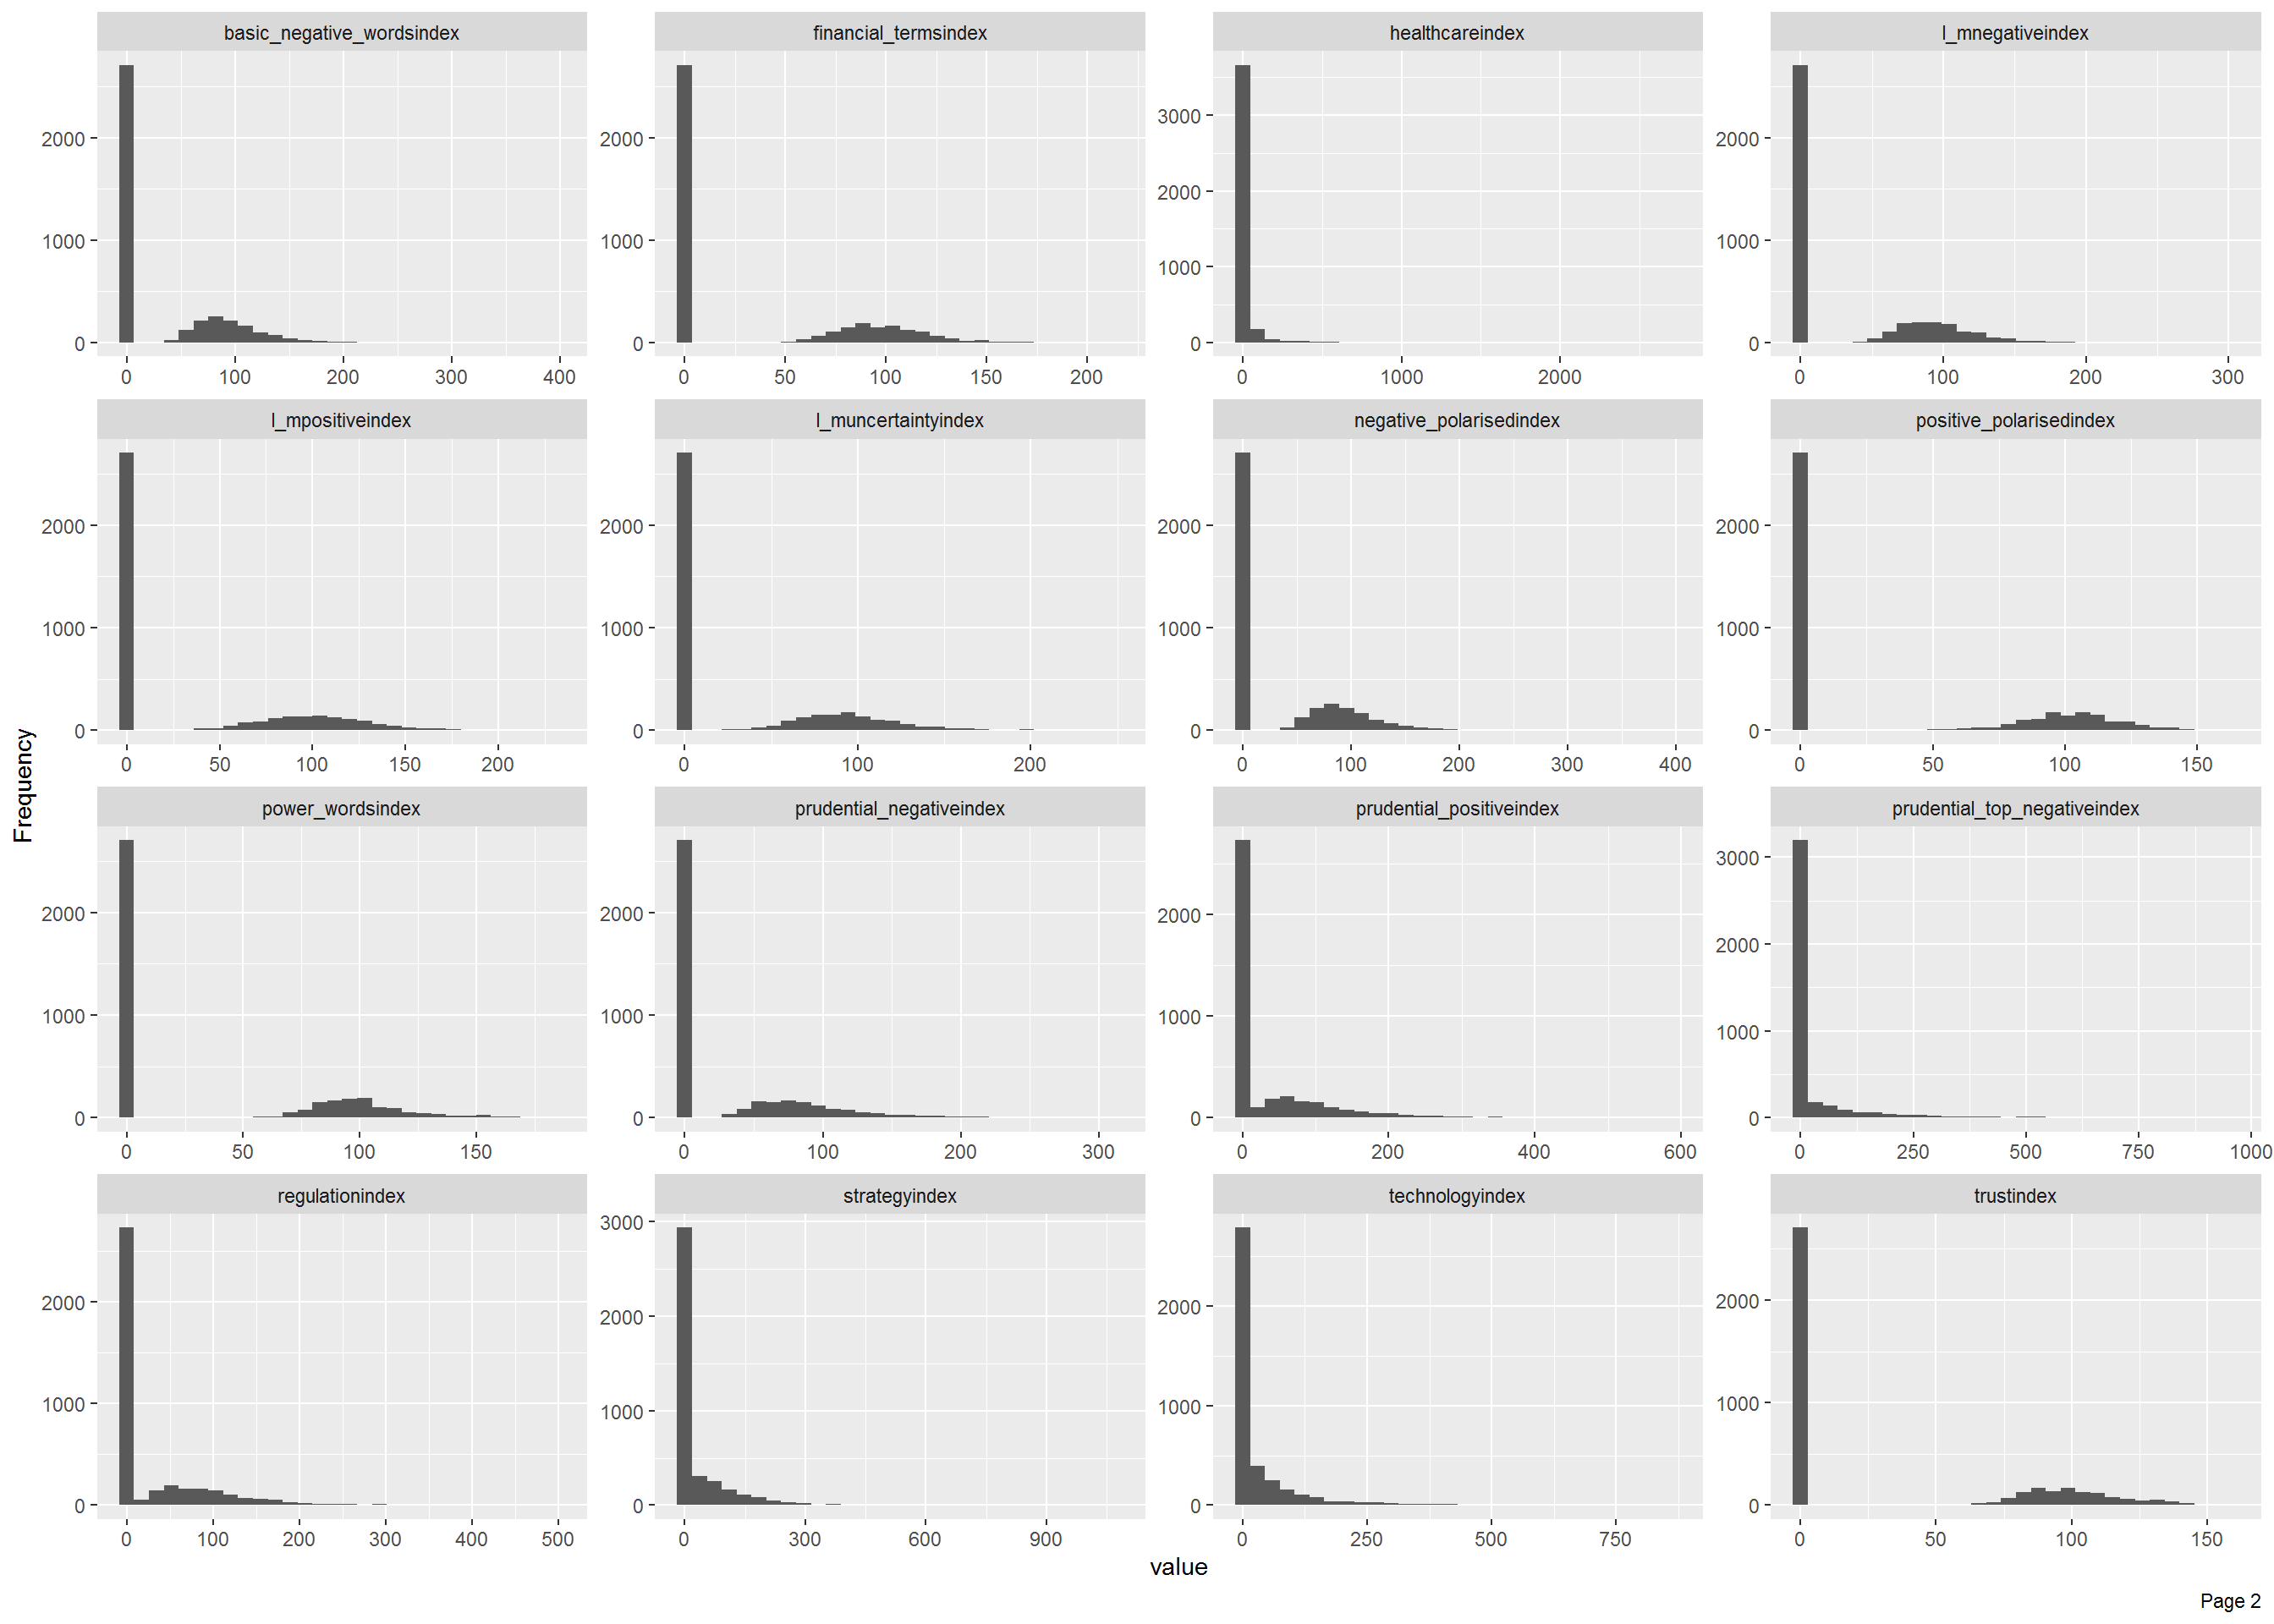 basic_negative_wordsindex financial_termsindex healthcareindex l_mnegativeindex
2000 1000 0 2000 1000 0 3000 2000 1000 0 2000 1000 0
0 100 200 300 400 0 50 100 150 200 0 1000 2000 0 100 200 300
l_mpositiveindex l_muncertaintyindex negative_polarisedindex positive_polarisedindex
2000 1000 0 2000 1000 0 2000 1000 0 2000 1000 0
0 50 100 150 200 0 100 200 0 100 200 300 400 0 50 100 150
Frequency
power_wordsindex prudential_negativeindex prudential_positiveindex prudential_top_negativeindex
2000 1000 0 2000 1000 0 2000 1000 0 3000 2000 1000 0
0 50 100 150 0 100 200 300 0 200 400 600 0 250 500 750 1000
regulationindex strategyindex technologyindex trustindex
2000 1000 0 3000 2000 1000 0 2000 1000 0 2000 1000 0
0 100 200 300 400 500 0 300 600 900 0 250 500 750 0 50 100 150
value
Page 2